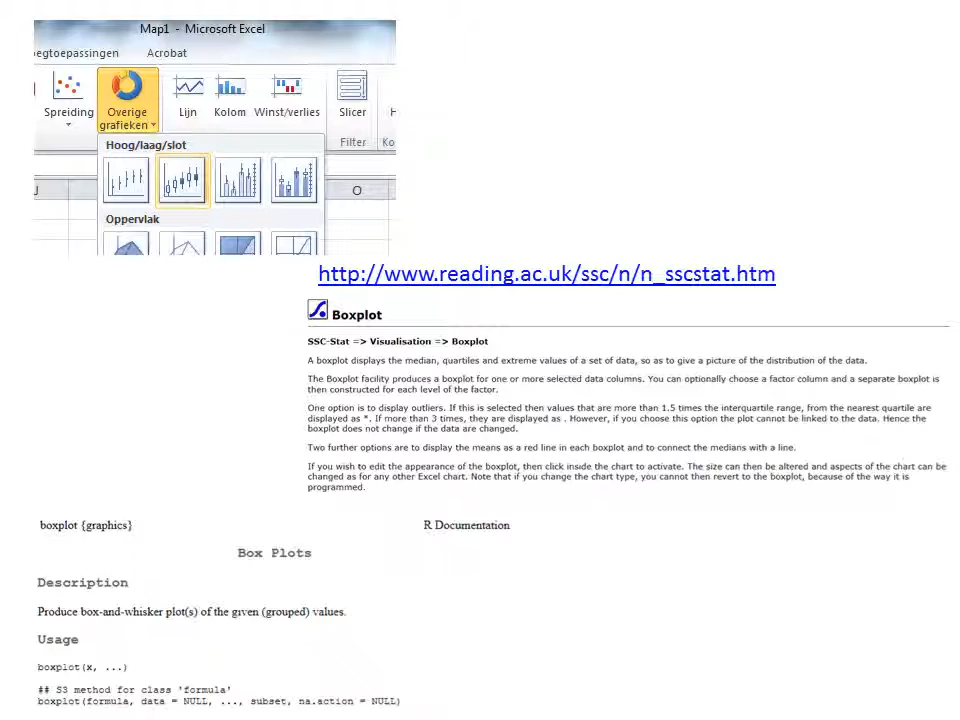 Map1 - Microsoft Excel
egtoepassingen Acrobat
Spreiding Overige grafieken Lijn Kolom Winst/verlies Slicer H
Filter Ko
Hoog/laag/slot
J O
Oppervlak
http://www.reading.ac.uk/ssc/n/n_sscstat.htm
Boxplot
SSC-Stat => Visualisation => Boxplot
A boxplot displays the median, quartiles and extreme values of a set of data, so as to give a picture of the distribution of the data.
The Boxplot facility produces a boxplot for one or more selected data columns. You can optionally choose a factor column and a separate boxplot is
then constructed for each level of the factor.
One option is to display outliers. If this is selected then values that are more than 1.5 times the interquartile range, from the nearest quartile are
displayed as *. If more than 3 times, they are displayed as . However, if you choose this option the plot cannot be linked to the data. Hence the
boxplot does not change if the data are changed.
Two further options are to display the means as a red line in each boxplot and to connect the medians with a line.
If you wish to edit the appearance of the boxplot, then click inside the chart to activate. The size can then be altered and aspects of the chart can be
changed as for any other Excel chart. Note that if you change the chart type, you cannot then revert to the boxplot, because of the way it is
programmed.
boxplot {graphics} R Documentation
Box Plots
Description
Produce box-and-whisker plot(s) of the given (grouped) values.
Usage
boxplot(x, ...)
## S3 method for class 'formula'
boxplot(formula, data = NULL, ..., subset, na.action = NULL)